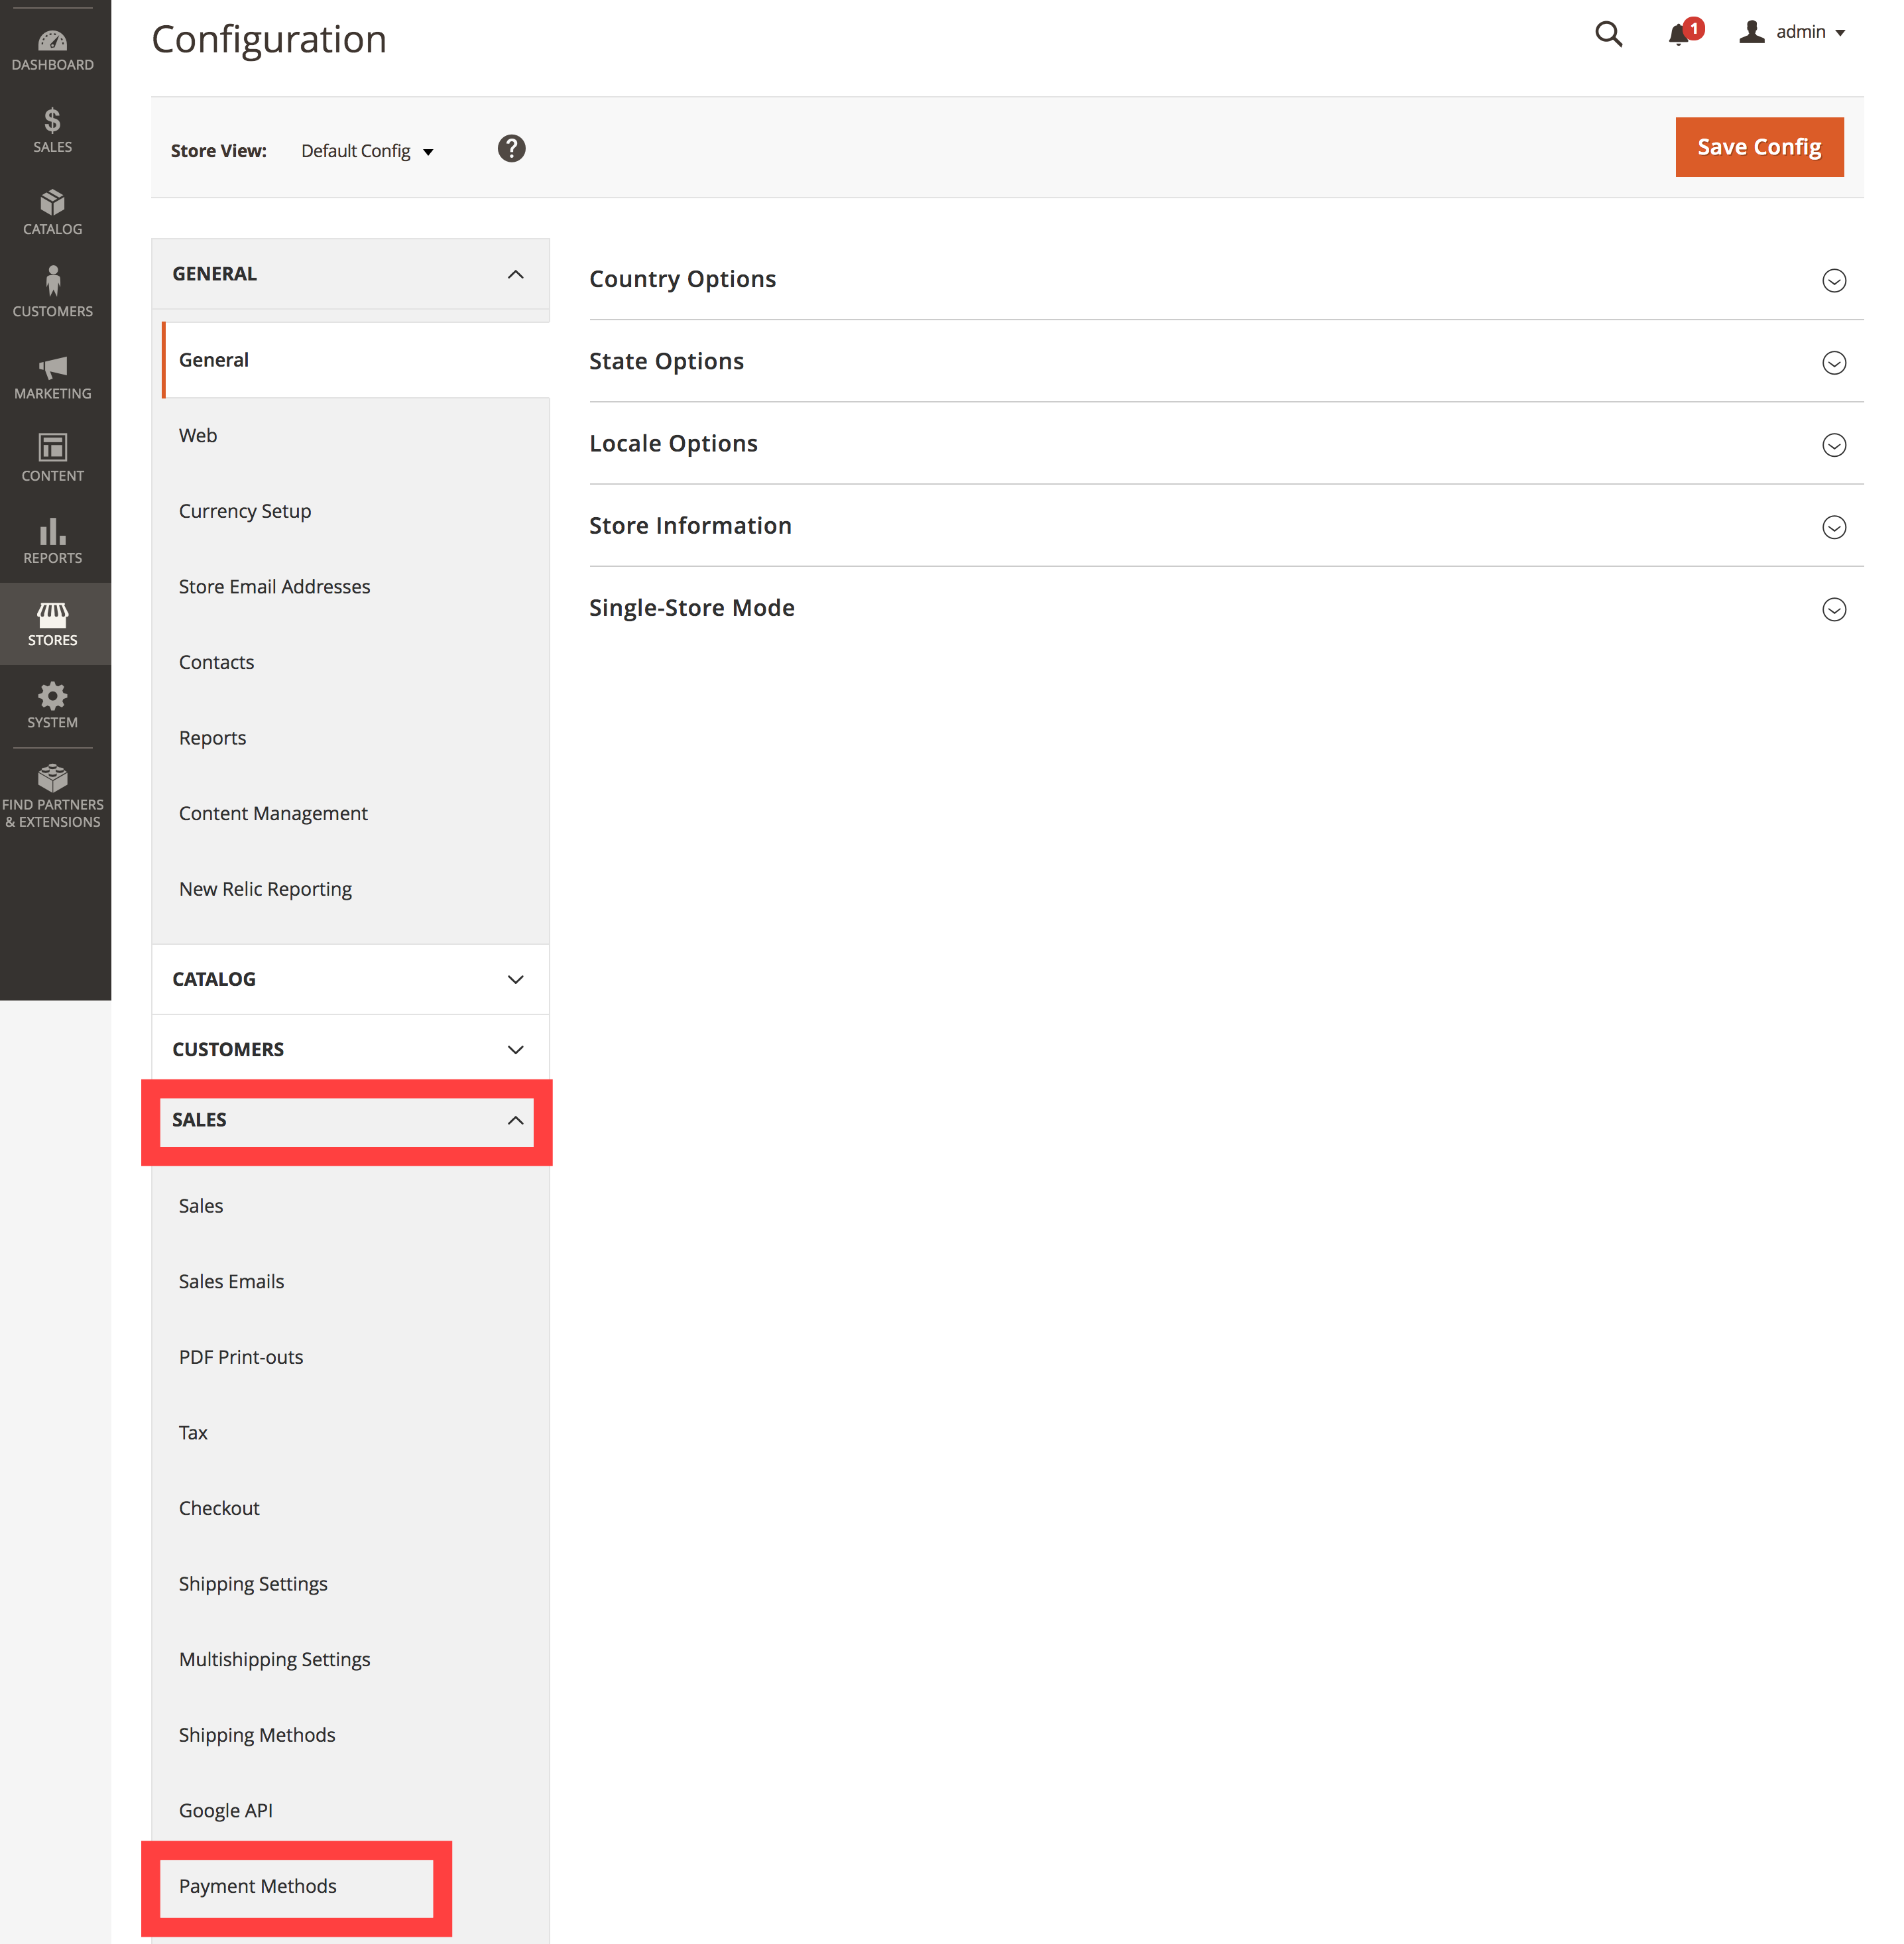 DASHBOARD
SALES
CATALOG
CUSTOMERS
MARKETING
CONTENT
REPORTS
STORES
SYSTEM
FIND PARTNERS
& EXTENSIONS
Configuration
1
admin
Store View:
Default Config
?
Save Config
GENERAL
General
Web
Currency Setup
Store Email Addresses
Contacts
Reports
Content Management
New Relic Reporting
CATALOG
CUSTOMERS
SALES
Sales
Sales Emails
PDF Print-outs
Tax
Checkout
Shipping Settings
Multishipping Settings
Shipping Methods
Google API
Payment Methods
Country Options
State Options
Locale Options
Store Information
Single-Store Mode